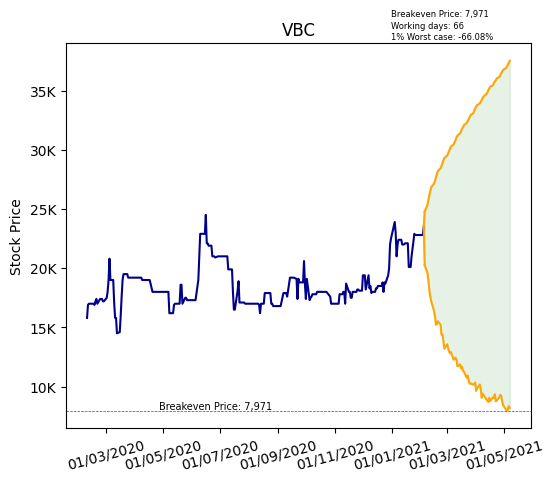 Breakeven Price: 7,971
Working days: 66
1% Worst case: -66.08%
VBC
Stock Price
35K
30K
25K
20K
15K
10K
Breakeven Price: 7,971
01/03/2020 01/05/2020 01/07/2020 01/09/2020 01/11/2020 01/01/2021 01/03/2021 01/05/2021